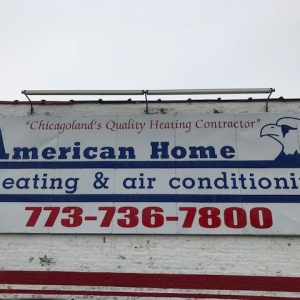 "Chicagoland's Quality Heating Contractor"
American Home
eating & air conditioni
773-736-7800